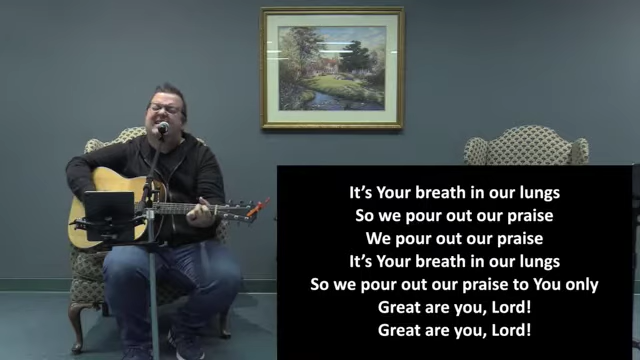 It's Your breath in our lungs
So we pour out our praise
We pour out our praise
It's Your breath in our lungs
So we pour out our praise to You only
Great are you, Lord!
Great are you, Lord!